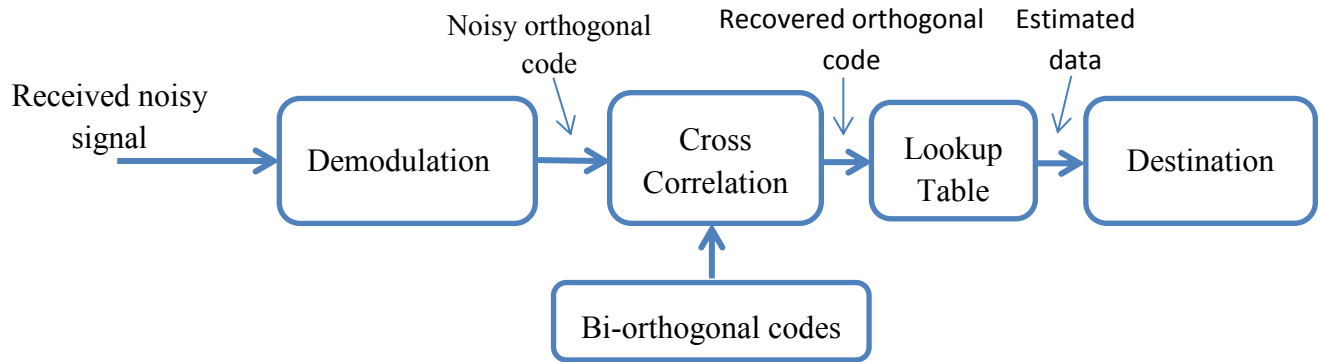 Received noisy
signal
Demodulation
Noisy orthogonal
code
Cross
Correlation
Bi-orthogonal codes
Recovered orthogonal
code
Lookup
Table
Estimated
data
Destination